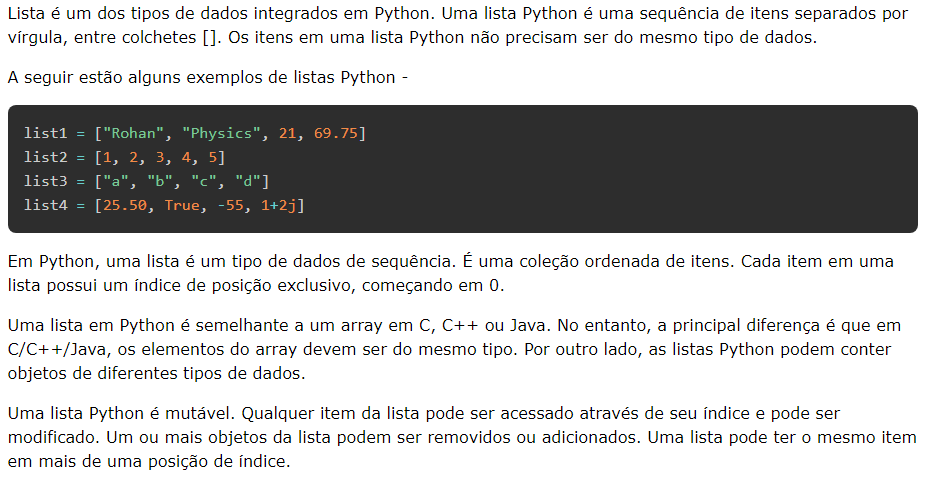 Lista é um dos tipos de dados integrados em Python. Uma lista Python é uma sequência de itens separados por
vírgula, entre colchetes []. Os itens em uma lista Python não precisam ser do mesmo tipo de dados.
A seguir estão alguns exemplos de listas Python -
list1 = ["Rohan", "Physics", 21, 69.75]
list2 = [1, 2, 3, 4, 5]
list3 = ["a", "b", "c", "d"]
list4 = [25.50, True, -55, 1+2j]
Em Python, uma lista é um tipo de dados de sequência. É uma coleção ordenada de itens. Cada item em uma
lista possui um índice de posição exclusivo, começando em 0.
Uma lista em Python é semelhante a um array em C, C++ ou Java. No entanto, a principal diferença é que em
C/C++/Java, os elementos do array devem ser do mesmo tipo. Por outro lado, as listas Python podem conter
objetos de diferentes tipos de dados.
Uma lista Python é mutável. Qualquer item da lista pode ser acessado através de seu índice e pode ser
modificado. Um ou mais objetos da lista podem ser removidos ou adicionados. Uma lista pode ter o mesmo item
em mais de uma posição de índice.